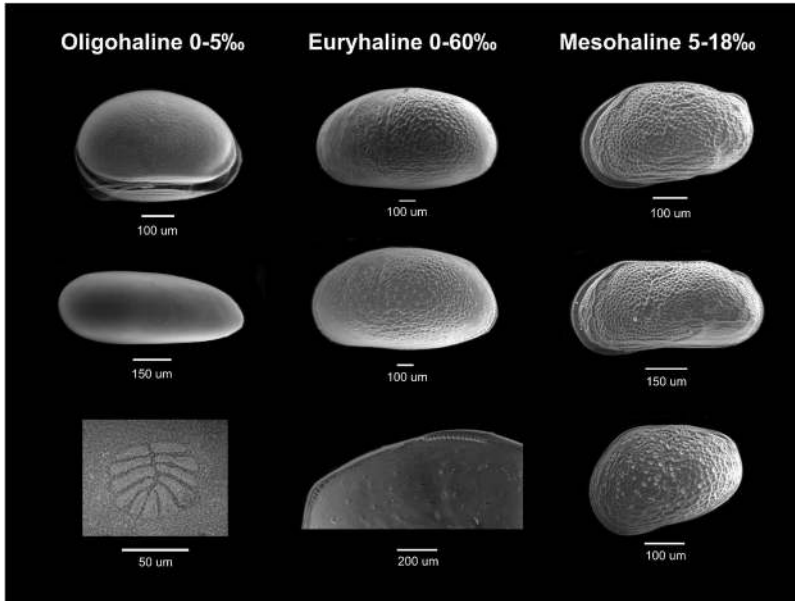 Oligohaline 0-5‰ Euryhaline 0-60‰ Mesohaline 5-18‰
100 um 100 um 100 um
150 um 100 um 150 um
50 um 200 um 100 um